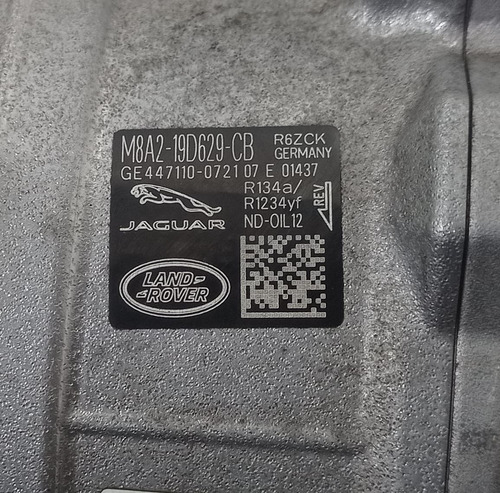 M8A2-19D629-CB R6ZCK
GERMANY
GE447110-0721 07 E 01437
R134a/
R1234yf
REV
ND-OIL12
JAGUAR
LAND-
-ROVER